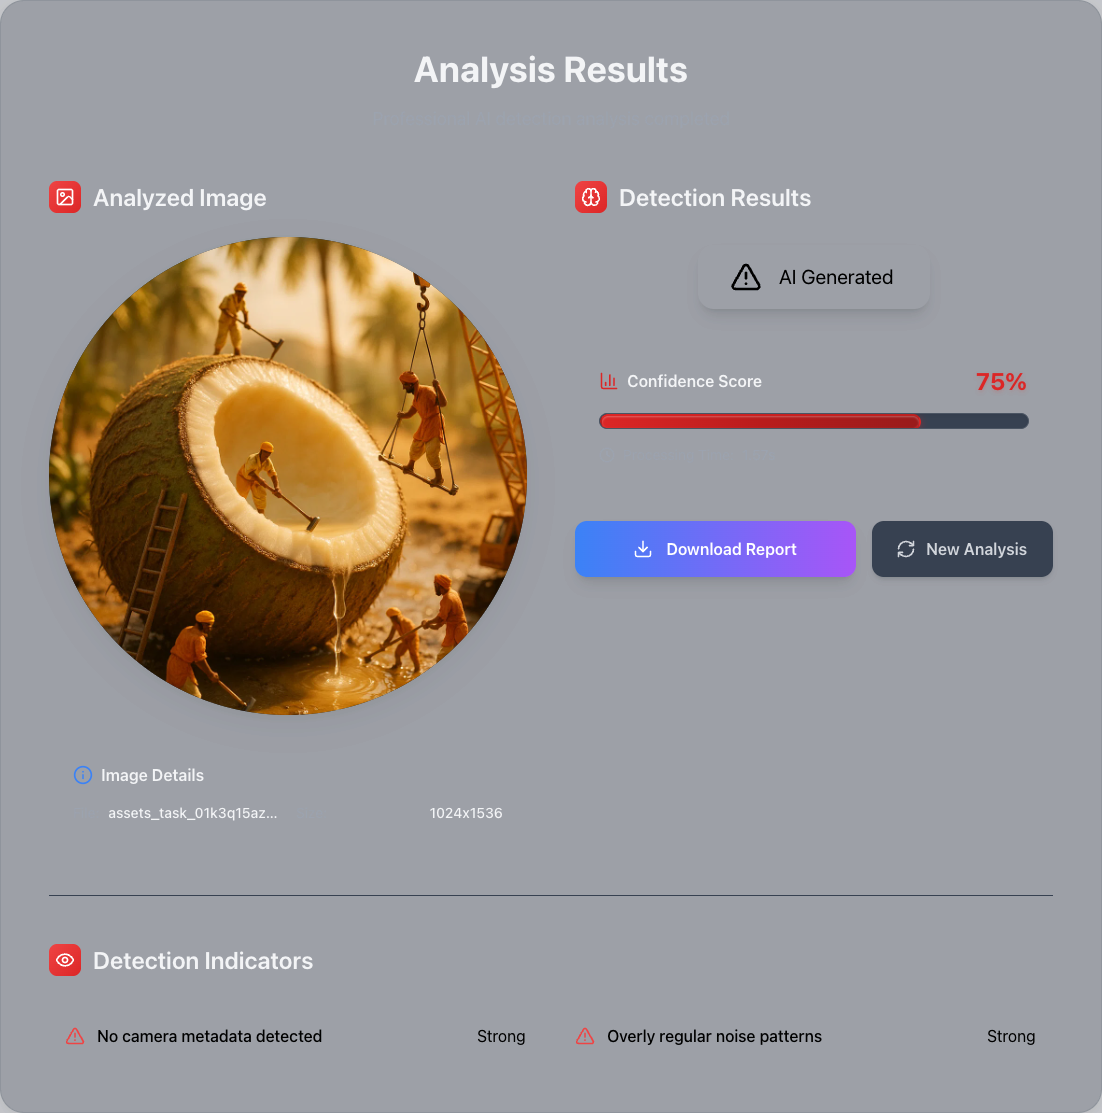 Analysis Results
Analyzed Image
Detection Results
AI Generated
Confidence Score
75%
Download Report
New Analysis
Image Details
assets_task_01k3q15az...
1024x1536
Detection Indicators
No camera metadata detected
Strong
Overly regular noise patterns
Strong